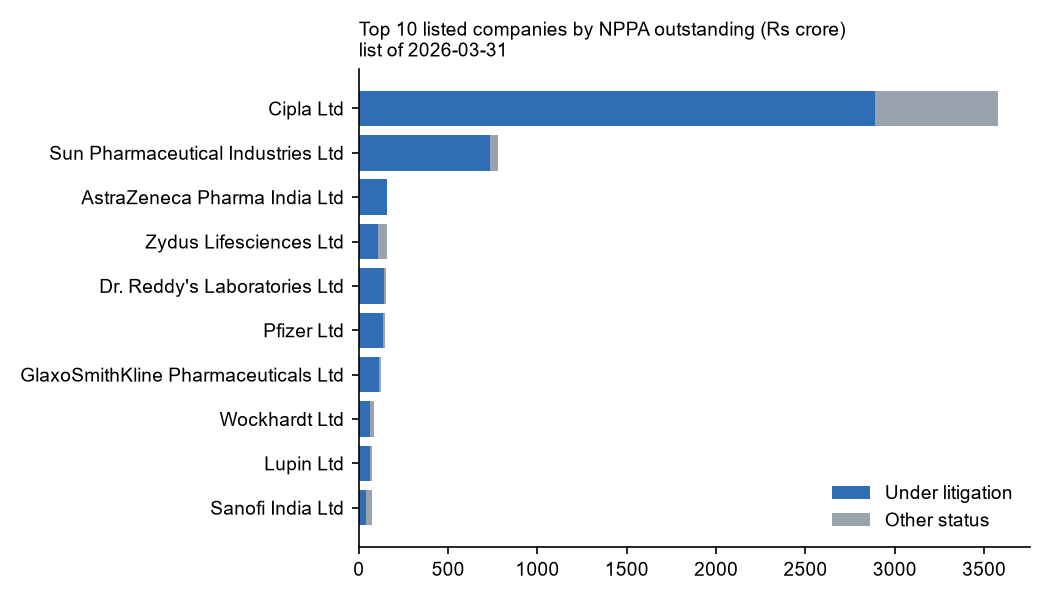 Top 10 listed companies by NPPA outstanding (Rs crore)
list of 2026-03-31
Cipla Ltd
Sun Pharmaceutical Industries Ltd
AstraZeneca Pharma India Ltd
Zydus Lifesciences Ltd
Dr. Reddy's Laboratories Ltd
Pfizer Ltd
GlaxoSmithKline Pharmaceuticals Ltd
Wockhardt Ltd
Lupin Ltd
Sanofi India Ltd
Under litigation
Other status
0 500 1000 1500 2000 2500 3000 3500